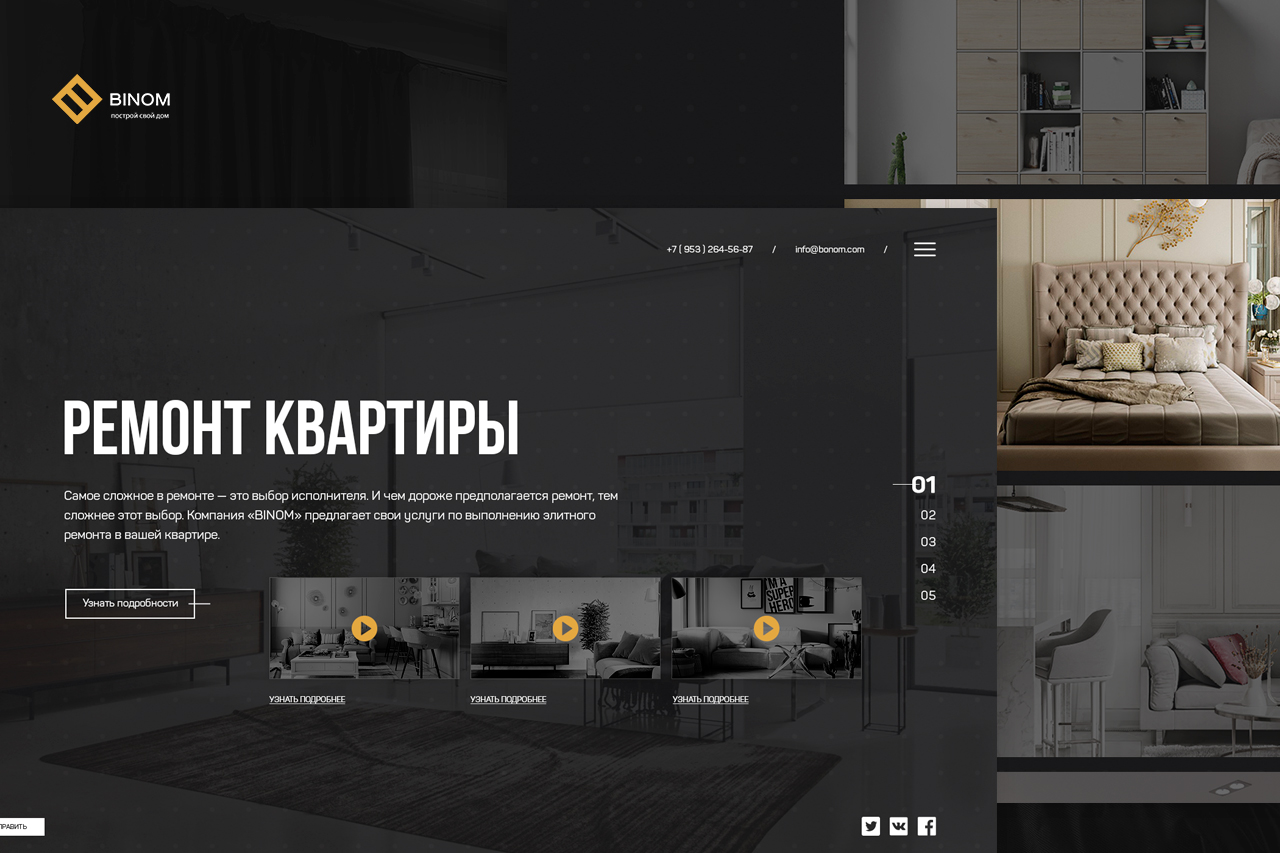 BINOM
построй свой дом
+7 ( 953 ) 264-56-87 / info@bonom.com /
РЕМОНТ КВАРТИРЫ
Самое сложное в ремонте — это выбор исполнителя. И чем дороже предполагается ремонт, тем
сложнее этот выбор. Компания «BINOM» предлагает свои услуги по выполнению элитного
ремонта в вашей квартире.
01
02
03
04
05
Узнать подробности
I'M A
SUPER
HERO
УЗНАТЬ ПОДРОБНЕЕ
УЗНАТЬ ПОДРОБНЕЕ
УЗНАТЬ ПОДРОБНЕЕ
ПРАВИТЬ